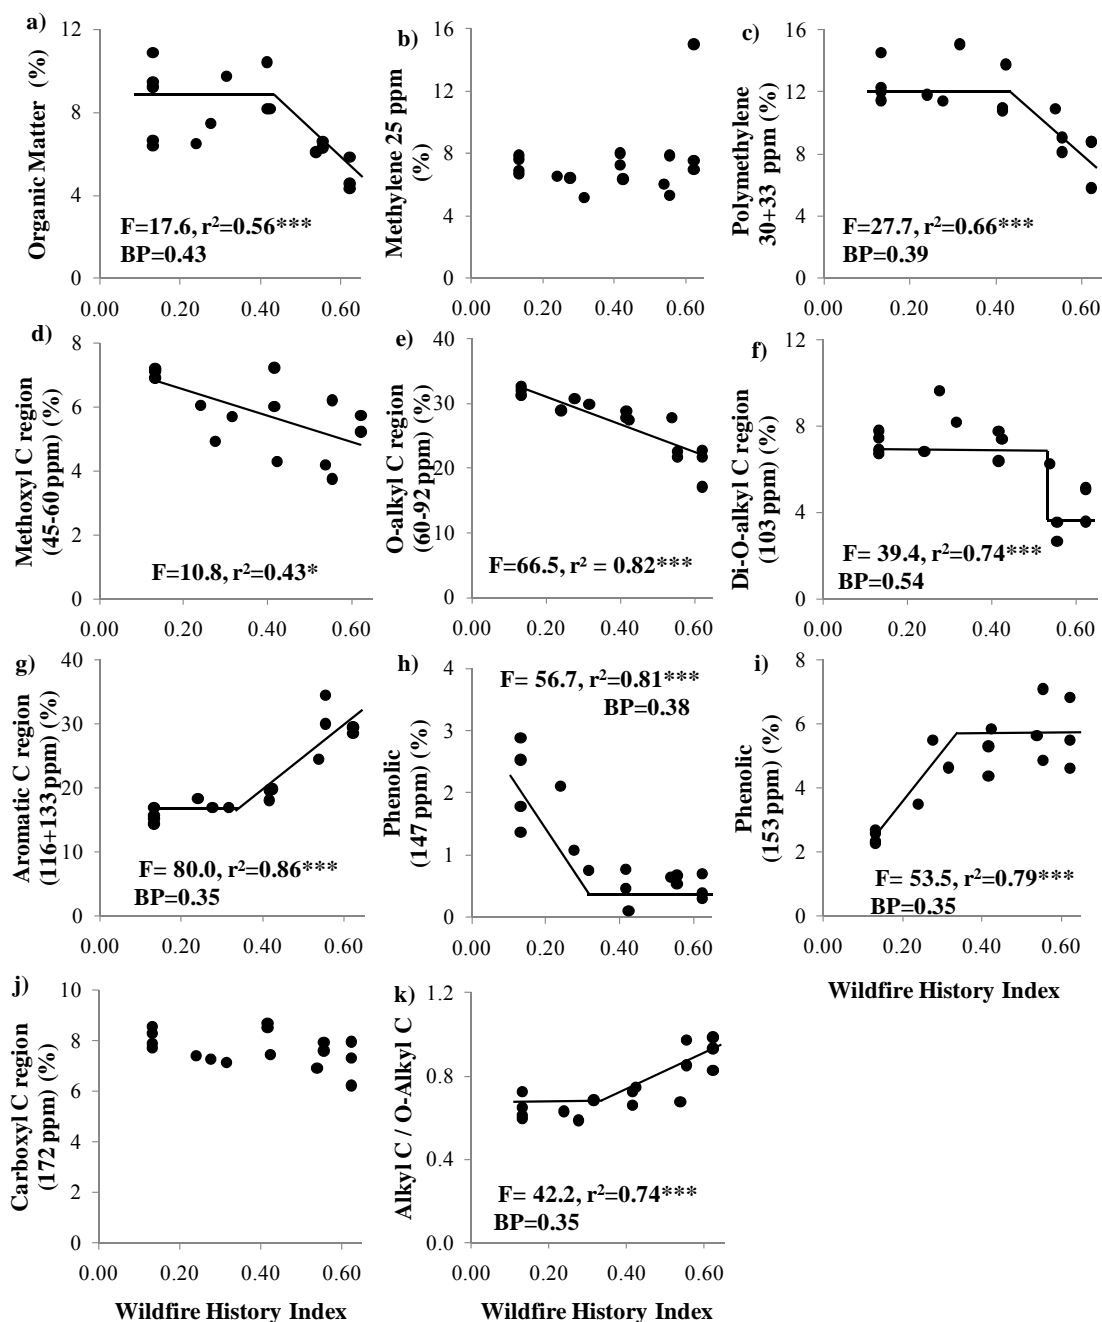 a)
Organic Matter (%)
12
8
4
0
0.00 0.20 0.40 0.60
F=17.6, r²=0.56***
BP=0.43
b)
Methylene 25 ppm
(%)
16
12
8
4
0
0.00 0.20 0.40 0.60
c)
Polymethylene
30+33 ppm (%)
16
12
8
4
0
0.00 0.20 0.40 0.60
F=27.7, r²=0.66***
BP=0.39
d)
Methoxyl C region
(45-60 ppm) (%)
8
6
4
2
0
0.00 0.20 0.40 0.60
F=10.8, r²=0.43*
e)
O-alkyl C region
(60-92 ppm) (%)
40
30
20
10
0
0.00 0.20 0.40 0.60
F=66.5, r² = 0.82***
f)
Di-O-alkyl C region
(103 ppm) (%)
12
8
4
0
0.00 0.20 0.40 0.60
F= 39.4, r²=0.74***
BP=0.54
g)
Aromatic C region
(116+133 ppm) (%)
40
30
20
10
0
0.00 0.20 0.40 0.60
F= 80.0, r²=0.86***
BP=0.35
h)
Phenolic
(147 ppm) (%)
4
3
2
1
0
0.00 0.20 0.40 0.60
F= 56.7, r²=0.81***
BP=0.38
i)
Phenolic
(153 ppm) (%)
8
6
4
2
0
0.00 0.20 0.40 0.60
F= 53.5, r²=0.79***
BP=0.35
Wildfire History Index
j)
Carboxyl C region
(172 ppm) (%)
10
8
6
4
2
0
0.00 0.20 0.40 0.60
Wildfire History Index
k)
Alkyl C / O-Alkyl C
1.2
0.8
0.4
0.0
0.00 0.20 0.40 0.60
F= 42.2, r²=0.74***
BP=0.35
Wildfire History Index